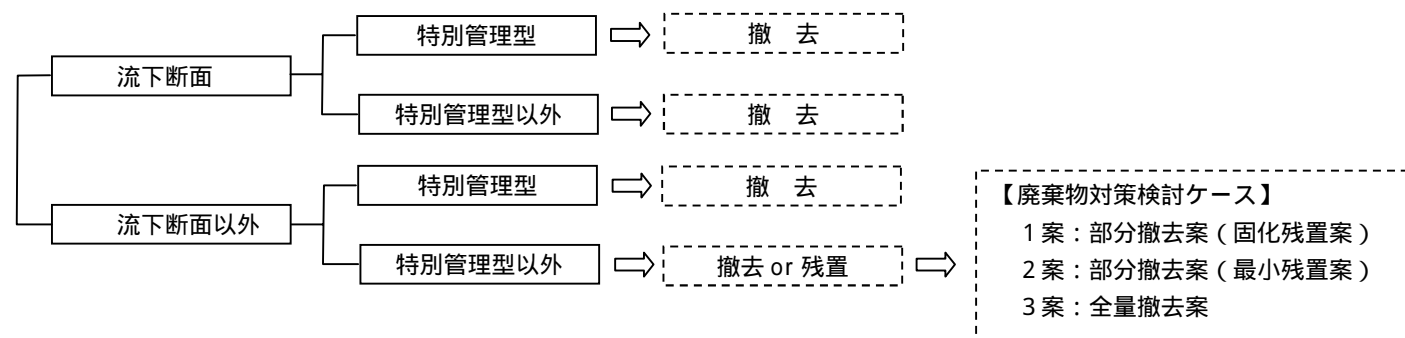 特別管理型
撤　去
流下断面
特別管理型以外
撤　去
特別管理型
撤　去
流下断面以外
特別管理型以外
撤去 or 残置
【廃棄物対策検討ケース】
1案：部分撤去案（固化残置案）
2案：部分撤去案（最小残置案）
3案：全量撤去案